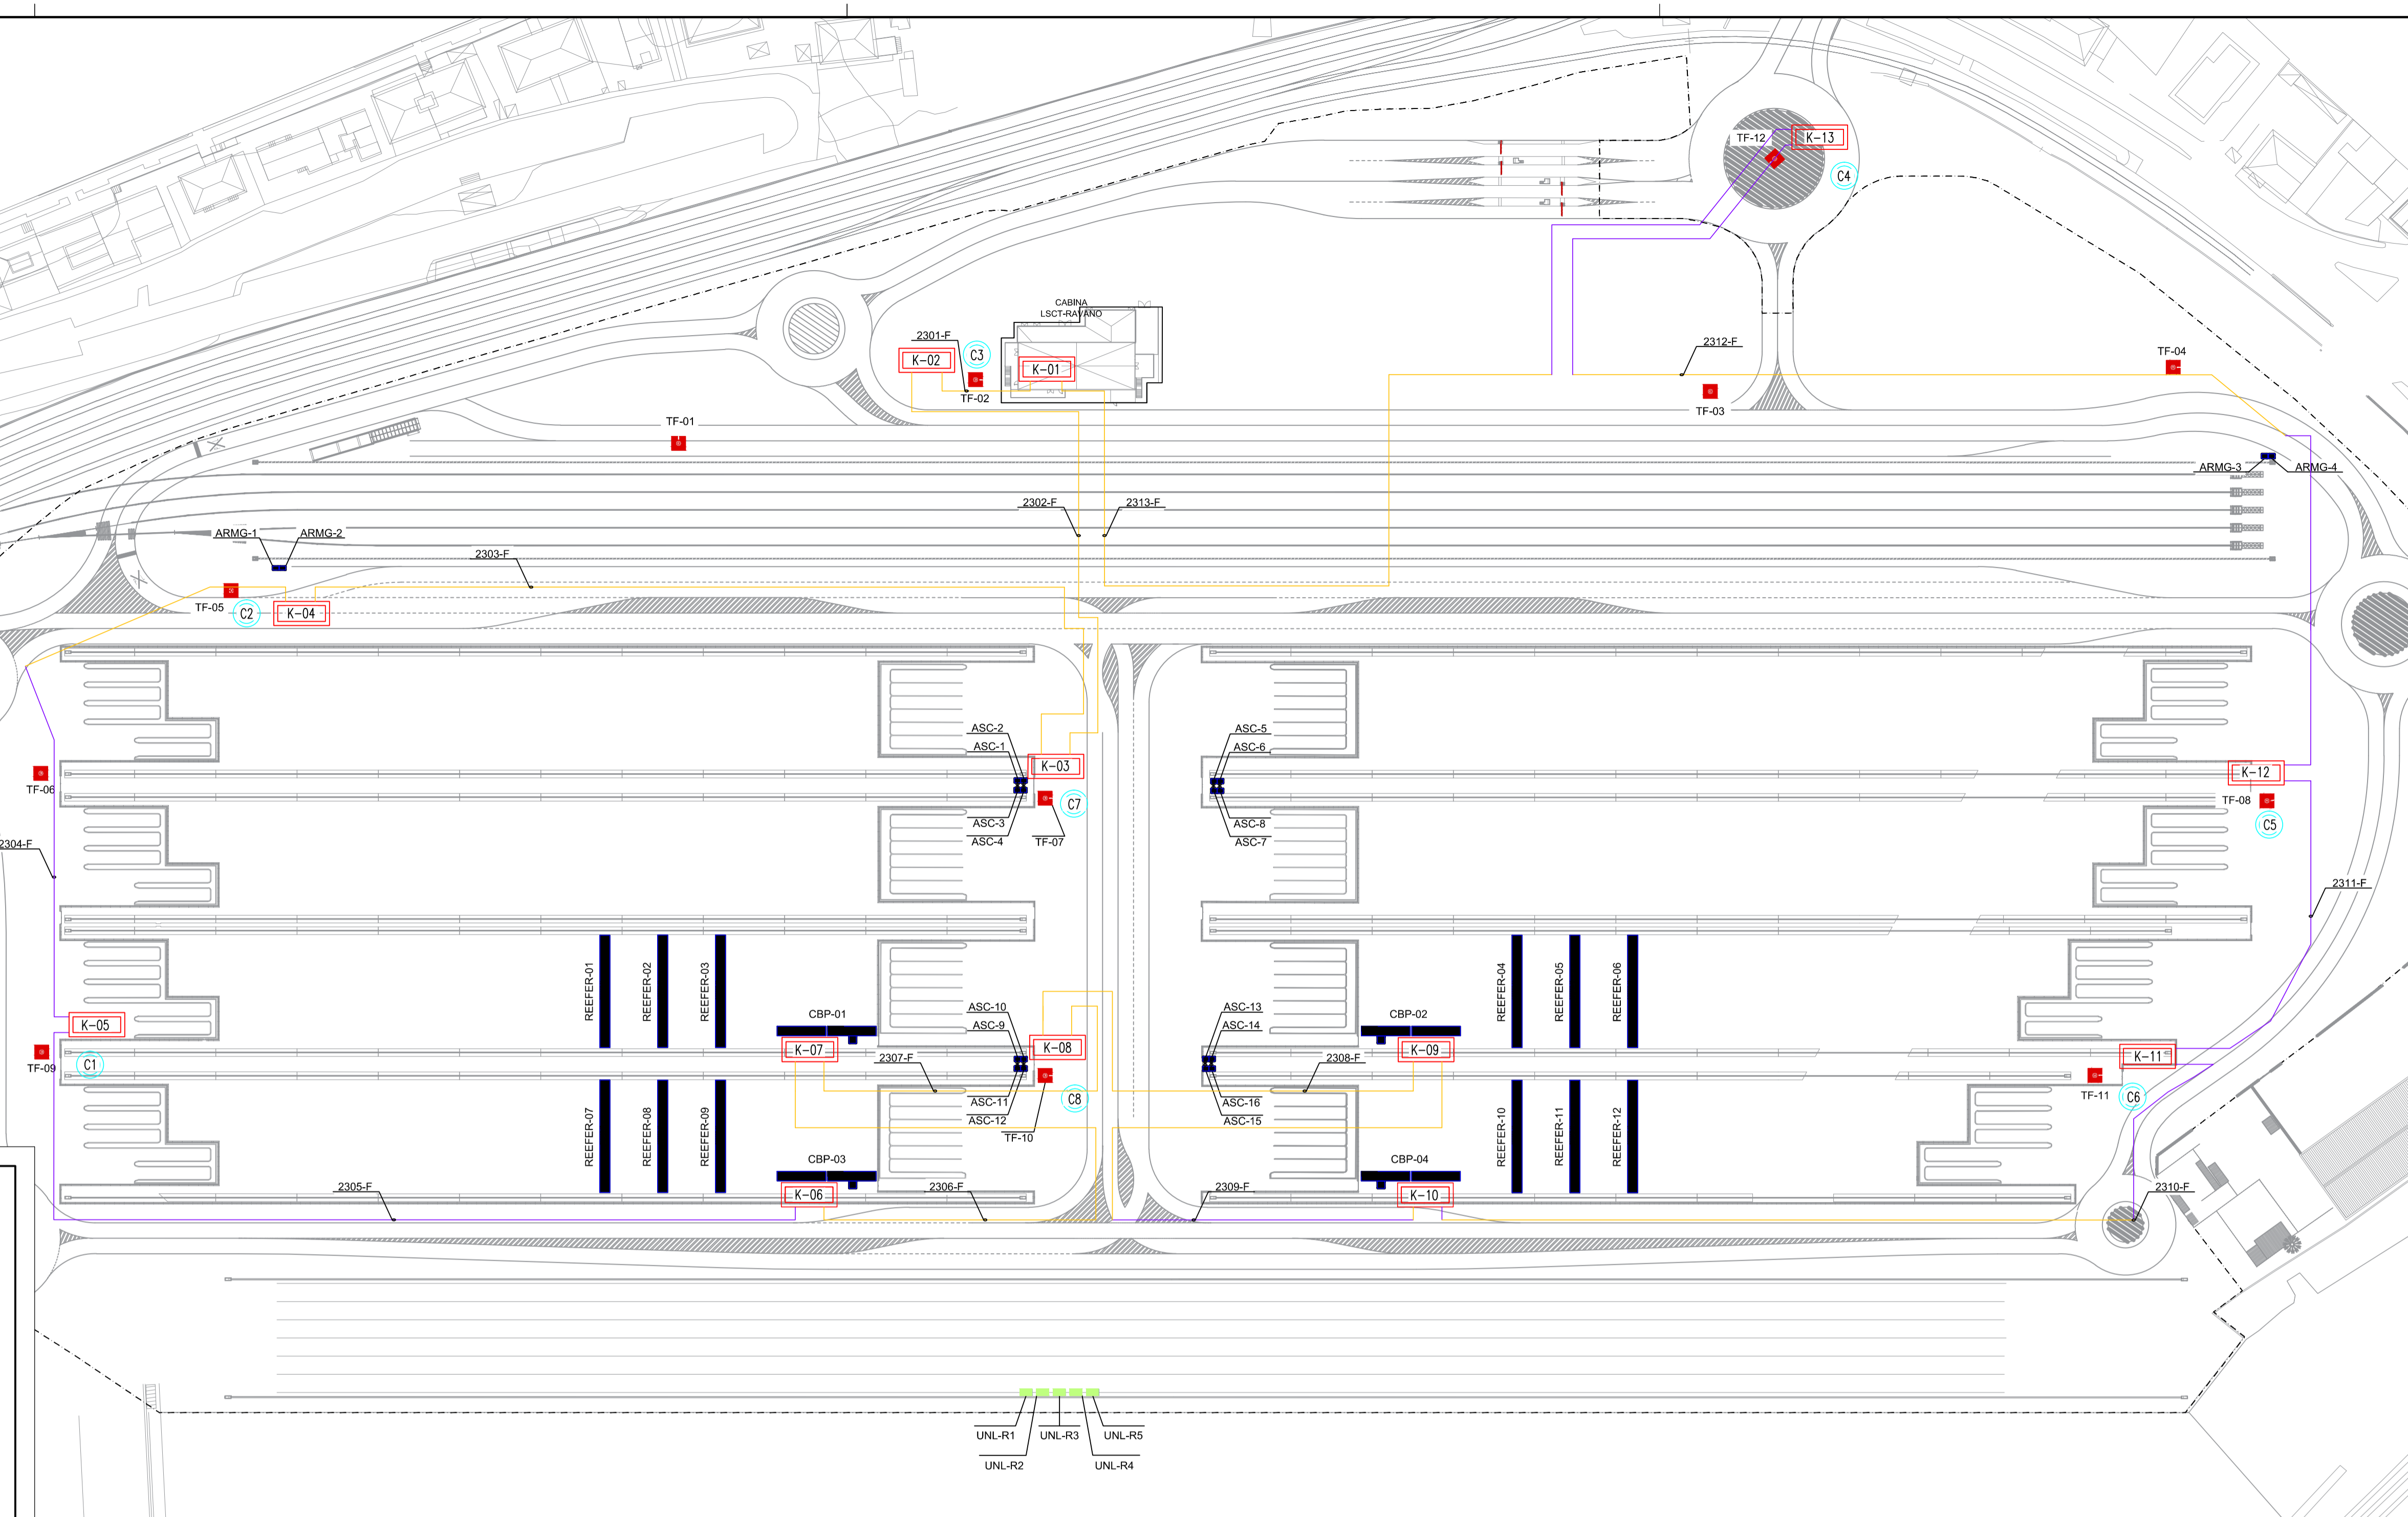 TF-12
K-13
C4
CABINA
LSCT-RAVANO
2301-F
K-02
C3
K-01
TF-02
2312-F
TF-04
TF-03
TF-01
ARMG-3
ARMG-4
2302-F
2313-F
ARMG-1
ARMG-2
2303-F
TF-05
C2
K-04
ASC-2
ASC-1
K-03
ASC-5
ASC-6
K-12
TF-06
TF-08
C7
ASC-3
ASC-4
TF-07
ASC-8
ASC-7
C5
2304-F
2311-F
REEFER-01
REEFER-02
REEFER-03
REEFER-04
REEFER-05
REEFER-06
CBP-01
ASC-10
ASC-9
ASC-13
ASC-14
CBP-02
K-05
K-07
K-08
K-09
K-11
2307-F
2308-F
TF-09
C1
C8
ASC-11
ASC-12
TF-10
ASC-16
ASC-15
TF-11
C6
REEFER-07
REEFER-08
REEFER-09
REEFER-10
REEFER-11
REEFER-12
CBP-03
CBP-04
2305-F
K-06
2306-F
2309-F
K-10
2310-F
UNL-R1
UNL-R3
UNL-R5
UNL-R2
UNL-R4